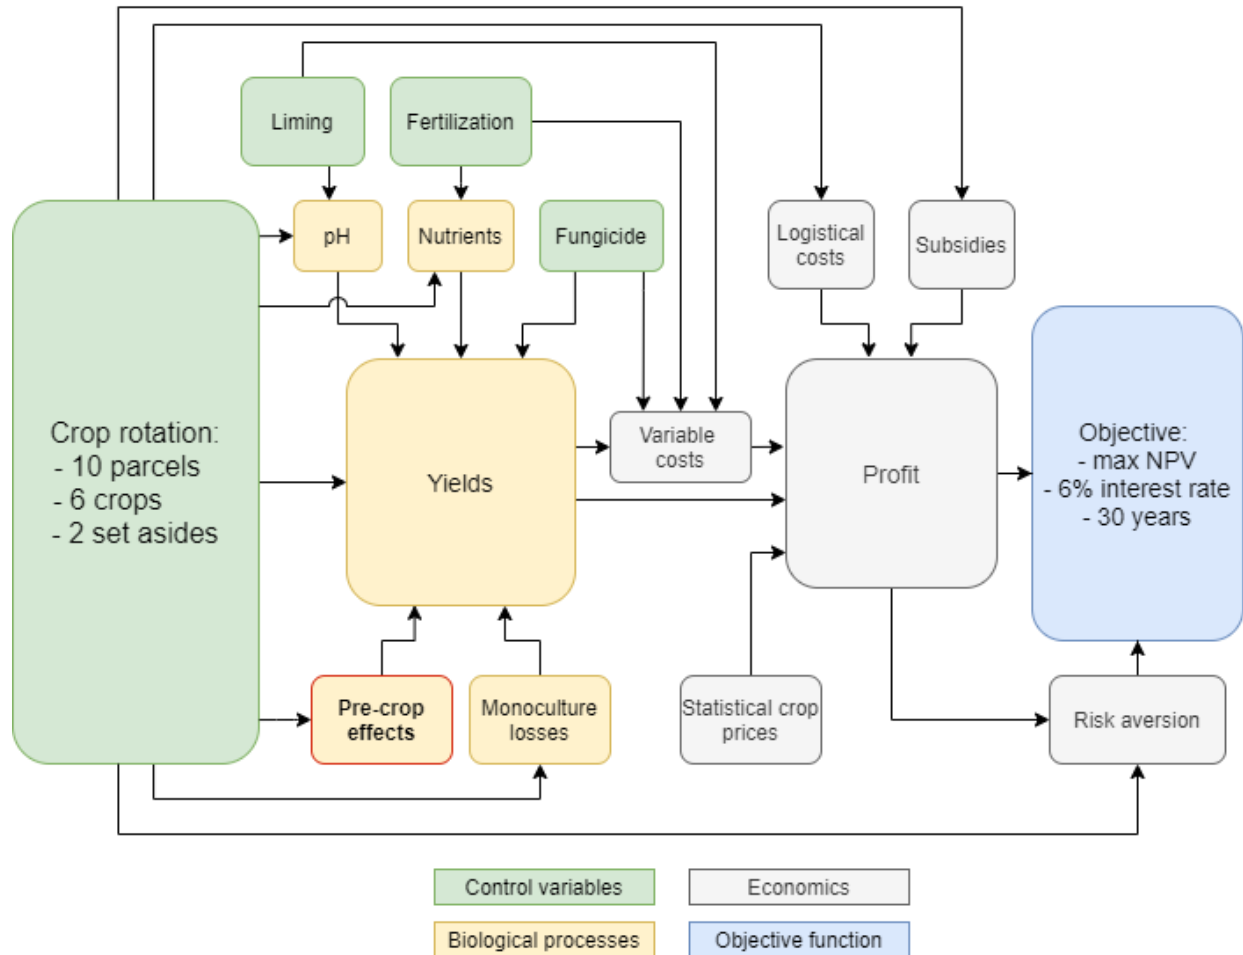 Liming
Fertilization
pH
Nutrients
Fungicide
Logistical
costs
Subsidies
Crop rotation:
- 10 parcels
- 6 crops
- 2 set asides
Yields
Variable
costs
Profit
Objective:
- max NPV
- 6% interest rate
- 30 years
Pre-crop
effects
Monoculture
losses
Statistical crop
prices
Risk aversion
Control variables
Economics
Biological processes
Objective function